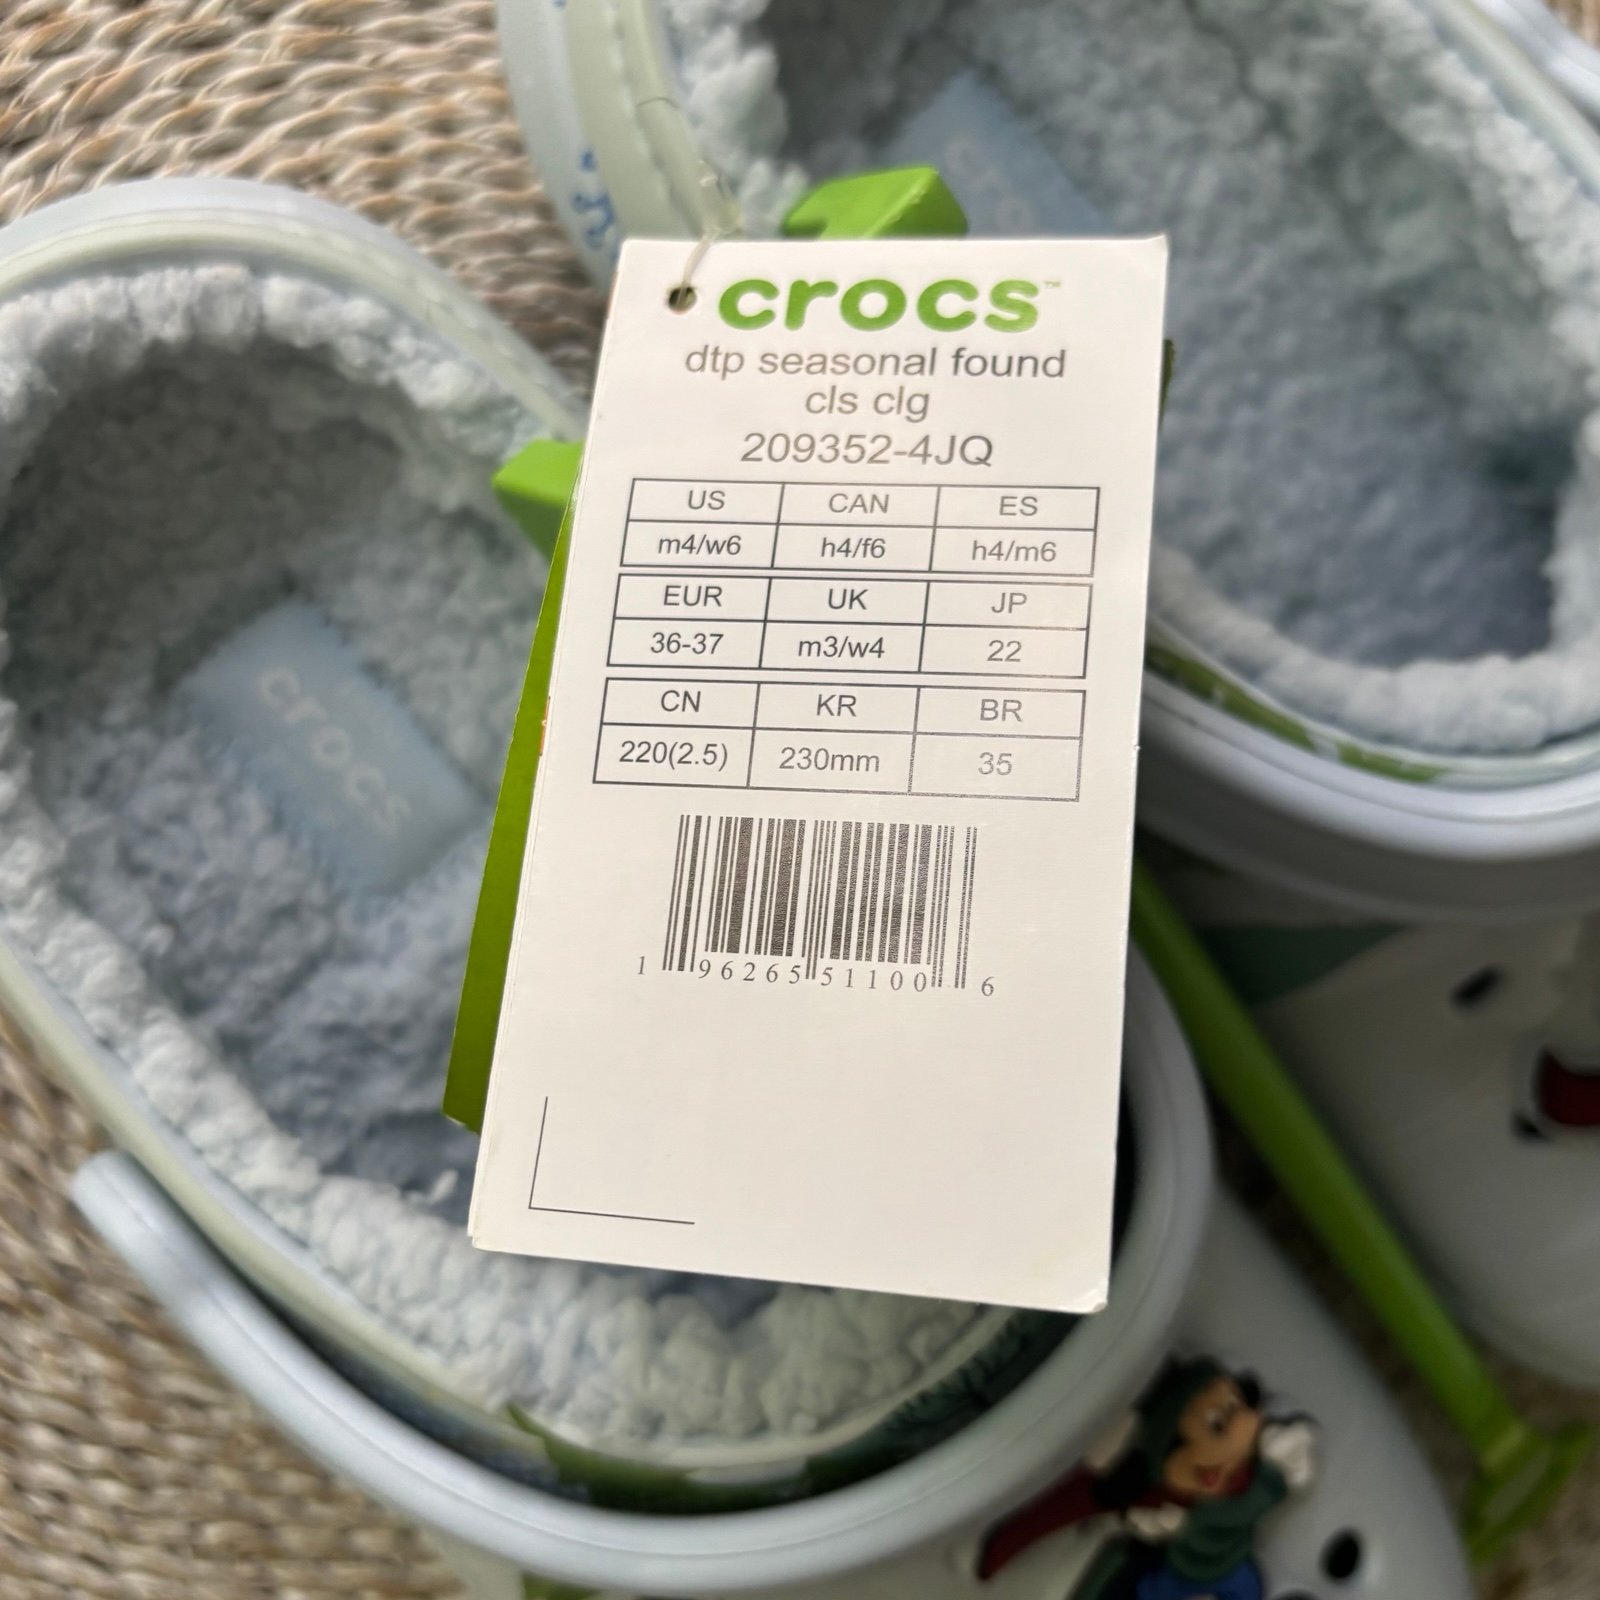 crocs™
dtp seasonal found
cls clg
209352-4JQ
US CAN ES
m4/w6 h4/f6 h4/m6
EUR UK JP
36-37 m3/w4 22
CN KR BR
220(2.5) 230mm 35
1 96265 51100 6
crocs
crocs